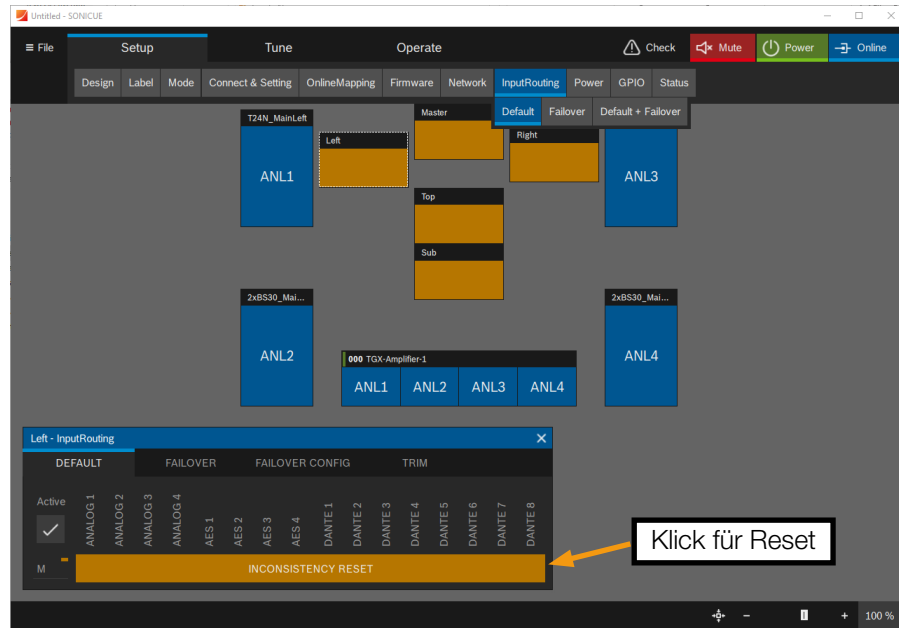 Untitled - SONICUE
≡ File Setup Tune Operate Check Mute Power Online
Design Label Mode Connect & Setting OnlineMapping Firmware Network InputRouting Power GPIO Status
Default Failover Default + Failover
T24N_MainLeft
ANL1
Left
Master
Right
ANL3
Top
Sub
2xBS30_Mai...
ANL2
000 TGX-Amplifier-1
ANL1 ANL2 ANL3 ANL4
2xBS30_Mai...
ANL4
Left - InputRouting
DEFAULT FAILOVER FAILOVER CONFIG TRIM
Active
ANALOG 1
ANALOG 2
ANALOG 3
ANALOG 4
AES 1
AES 2
AES 3
AES 4
DANTE 1
DANTE 2
DANTE 3
DANTE 4
DANTE 5
DANTE 6
DANTE 7
DANTE 8
M INCONSISTENCY RESET
Klick für Reset
100 %